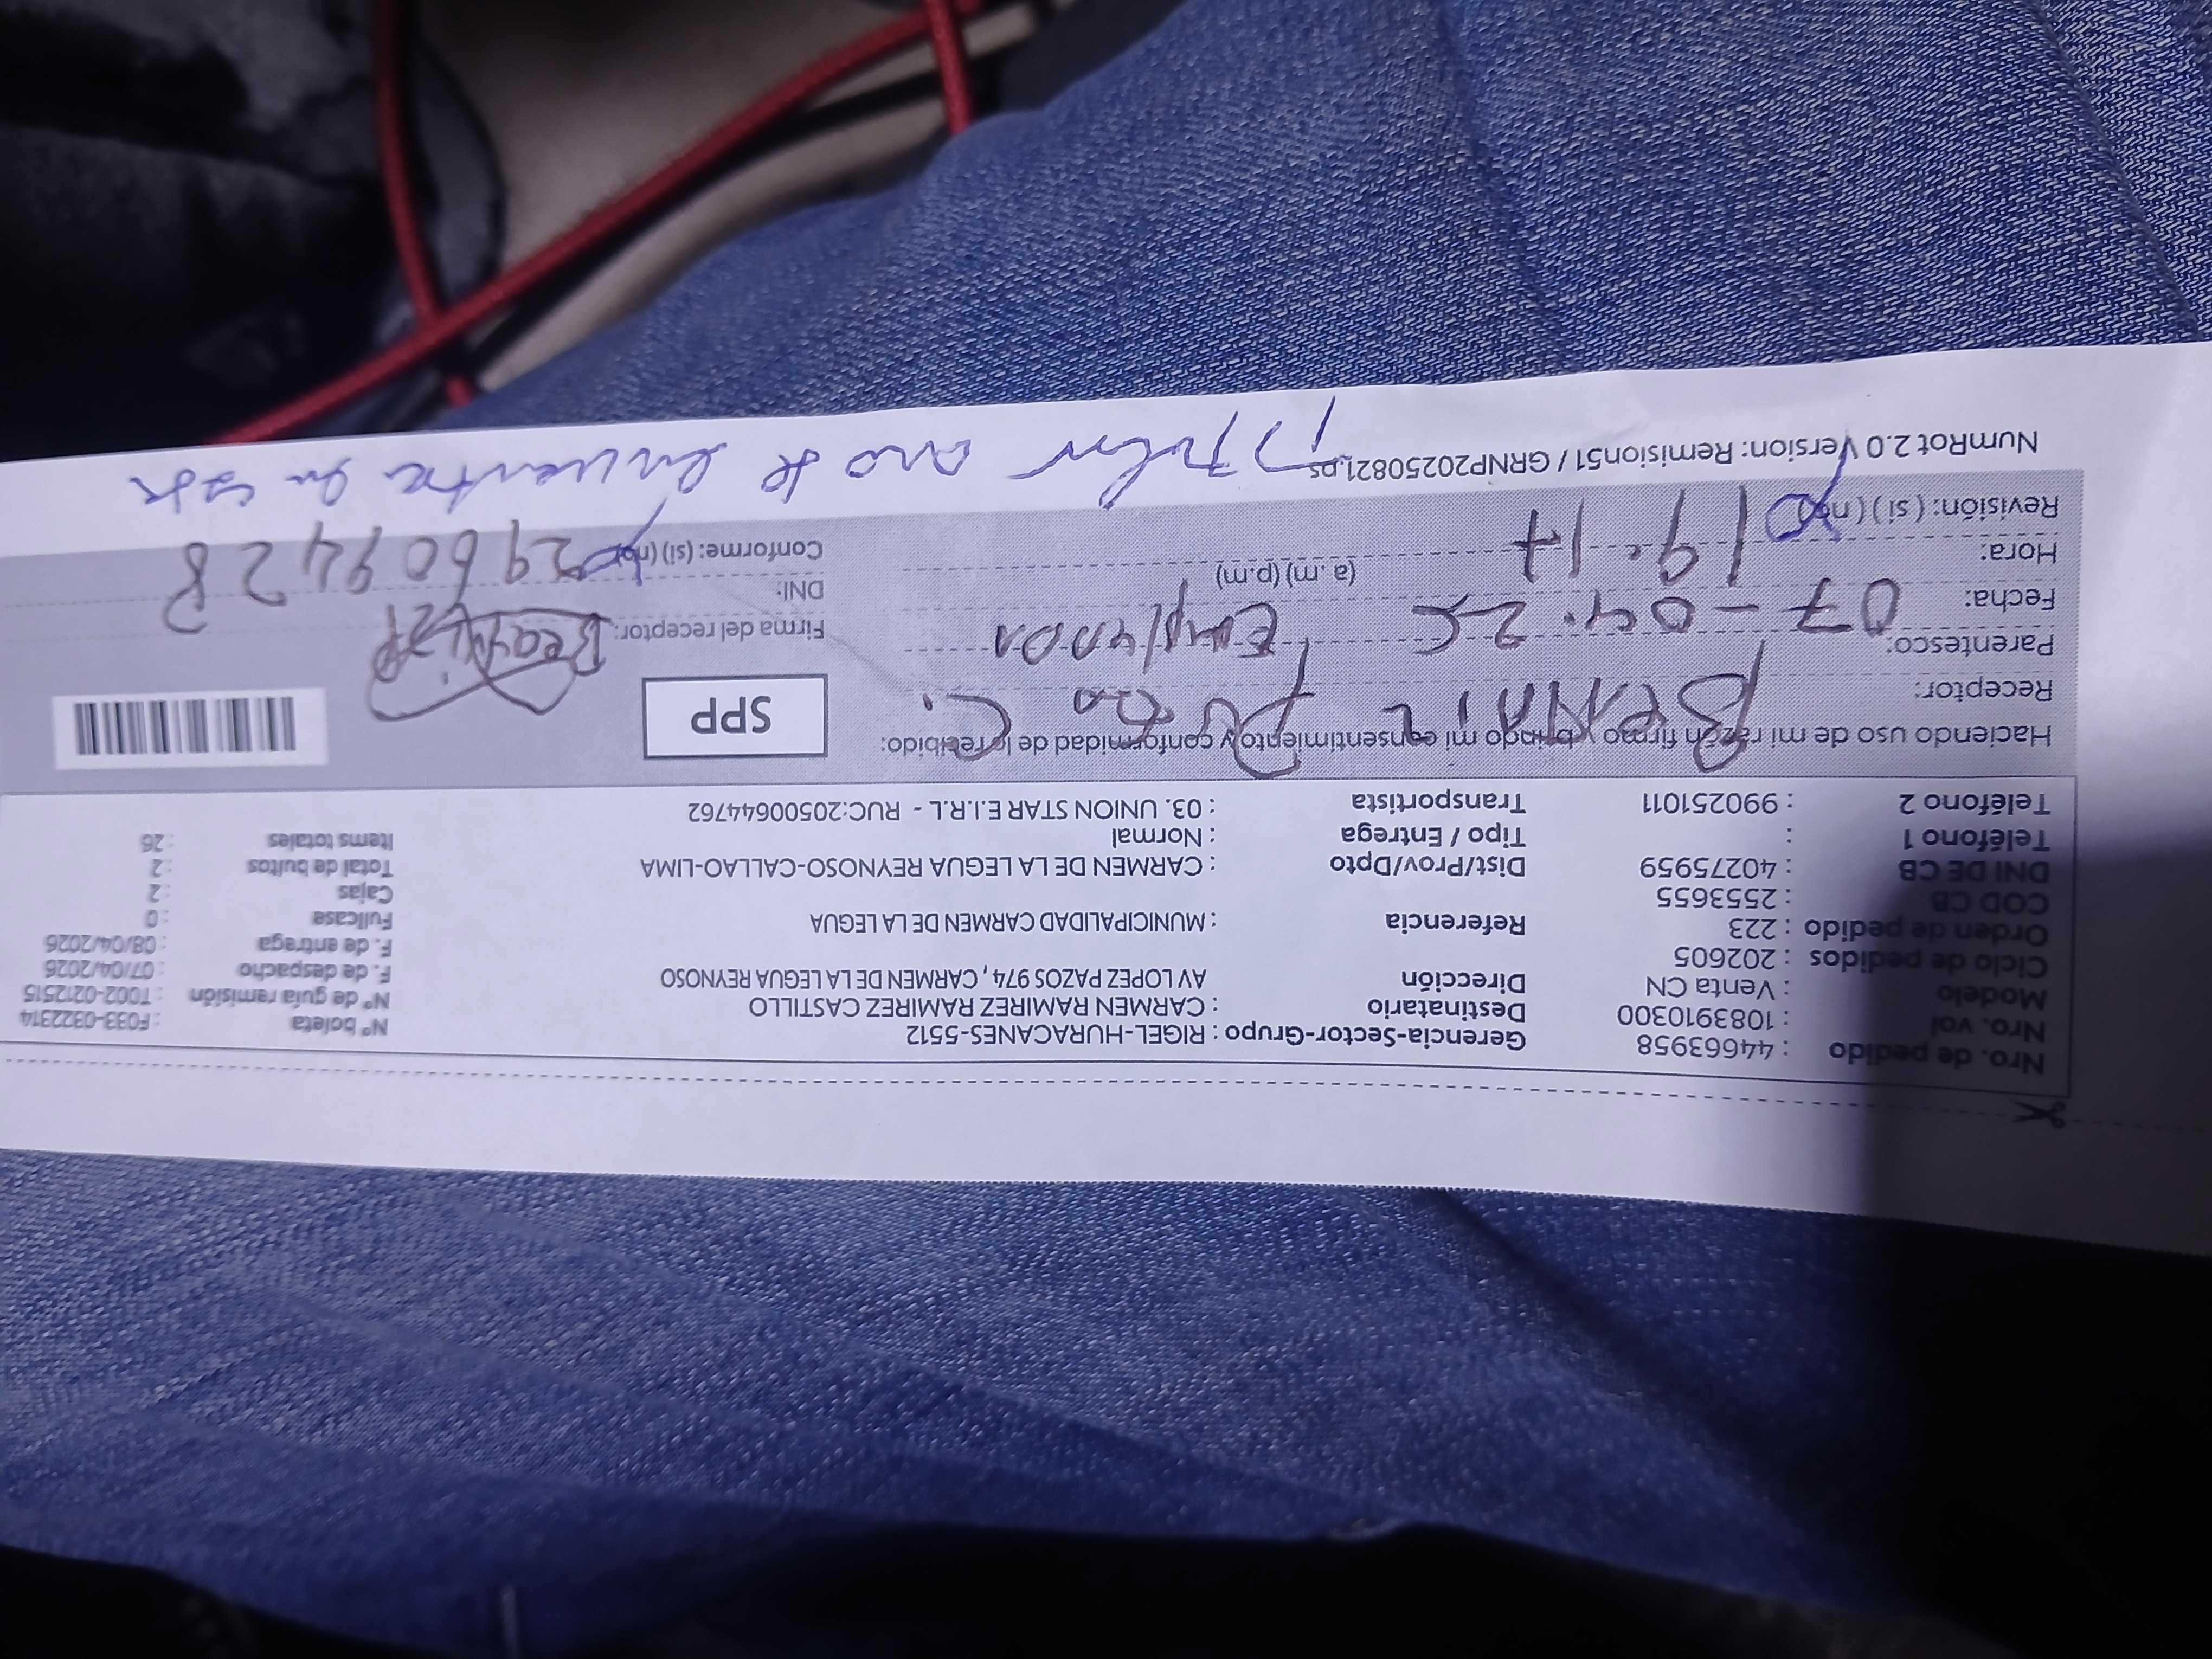 Nro. de pedido : 44663958 Gerencia-Sector-Grupo : RIGEL-HURACANES-5512 Nº boleta : F033-0322314
Nro. vol : 1083910300 Destinatario : CARMEN RAMIREZ RAMIREZ CASTILLO Nº de guía remisión : T002-0212515
Modelo : Venta CN Dirección AV LOPEZ PAZOS 974, CARMEN DE LA LEGUA REYNOSO F. de despacho : 07/04/2026
Ciclo de pedidos : 202605 F. de entrega : 08/04/2026
Orden de pedido : 223 Referencia : MUNICIPALIDAD CARMEN DE LA LEGUA Fullcase : 0
COD CB : 2553655 Cajas : 2
DNI DE CB : 40275959 Dist/Prov/Dpto : CARMEN DE LA LEGUA REYNOSO-CALLAO-LIMA Total de bultos : 2
Teléfono 1 : Tipo / Entrega : Normal Items totales : 26
Teléfono 2 : 990251011 Transportista : 03. UNION STAR E.I.R.L - RUC:20500644762
Haciendo uso de mi razón firmo y brindo mi consentimiento y conformidad de lo recibido:
SPP
Receptor: C.
Parentesco: Firma del receptor:
Fecha: 07-04-26 DNI: 29609428
Hora: 19:17 (a.m) (p.m) Conforme: (si) (no)
Revisión: (si) (no)
NumRot 2.0 Version: Remision51 / GRNP20250821.ps
no se encuentra en